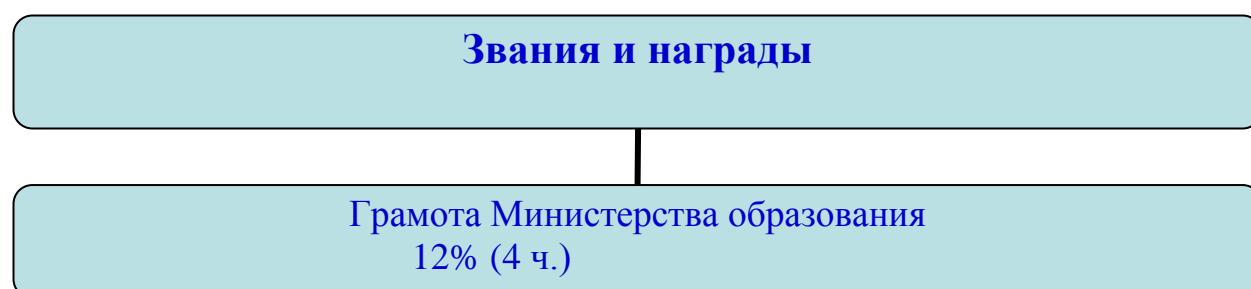 Звания и награды
Грамота Министерства образования
12% (4 ч.)